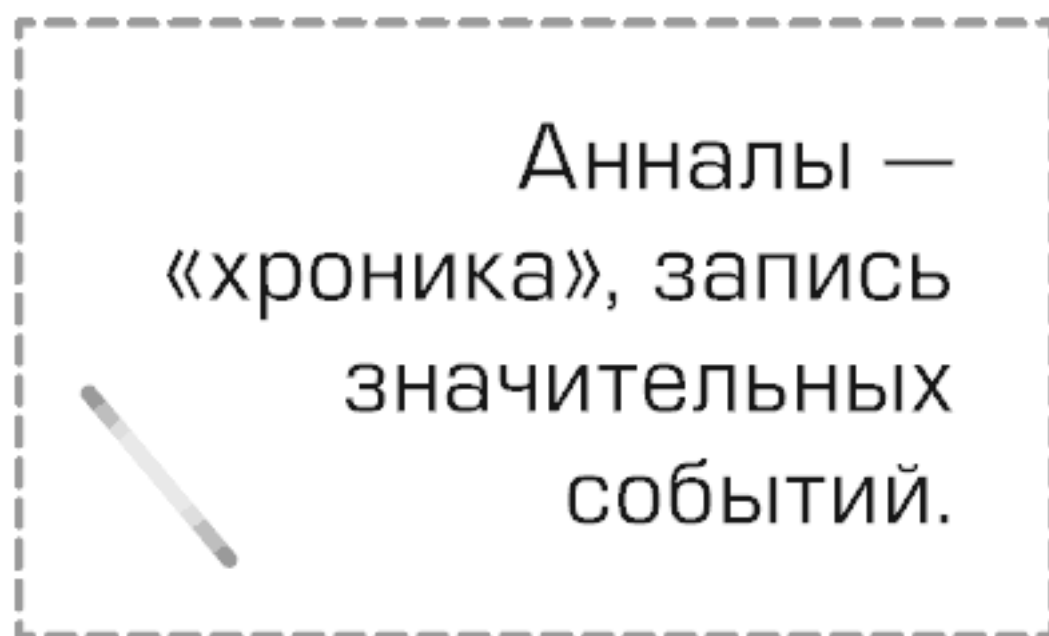 Анналы —
«хроника», запись
значительных
событий.